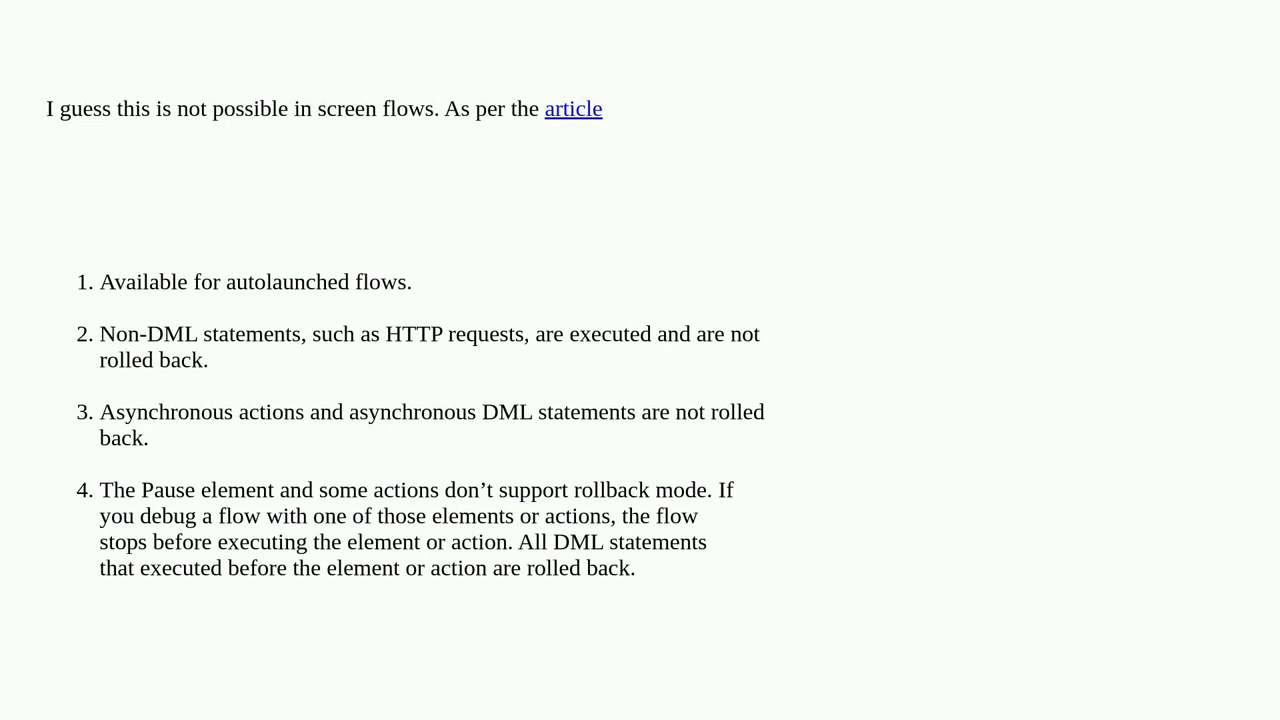 I guess this is not possible in screen flows. As per the article
1. Available for autolaunched flows.
2. Non-DML statements, such as HTTP requests, are executed and are not
rolled back.
3. Asynchronous actions and asynchronous DML statements are not rolled
back.
4. The Pause element and some actions don’t support rollback mode. If
you debug a flow with one of those elements or actions, the flow
stops before executing the element or action. All DML statements
that executed before the element or action are rolled back.